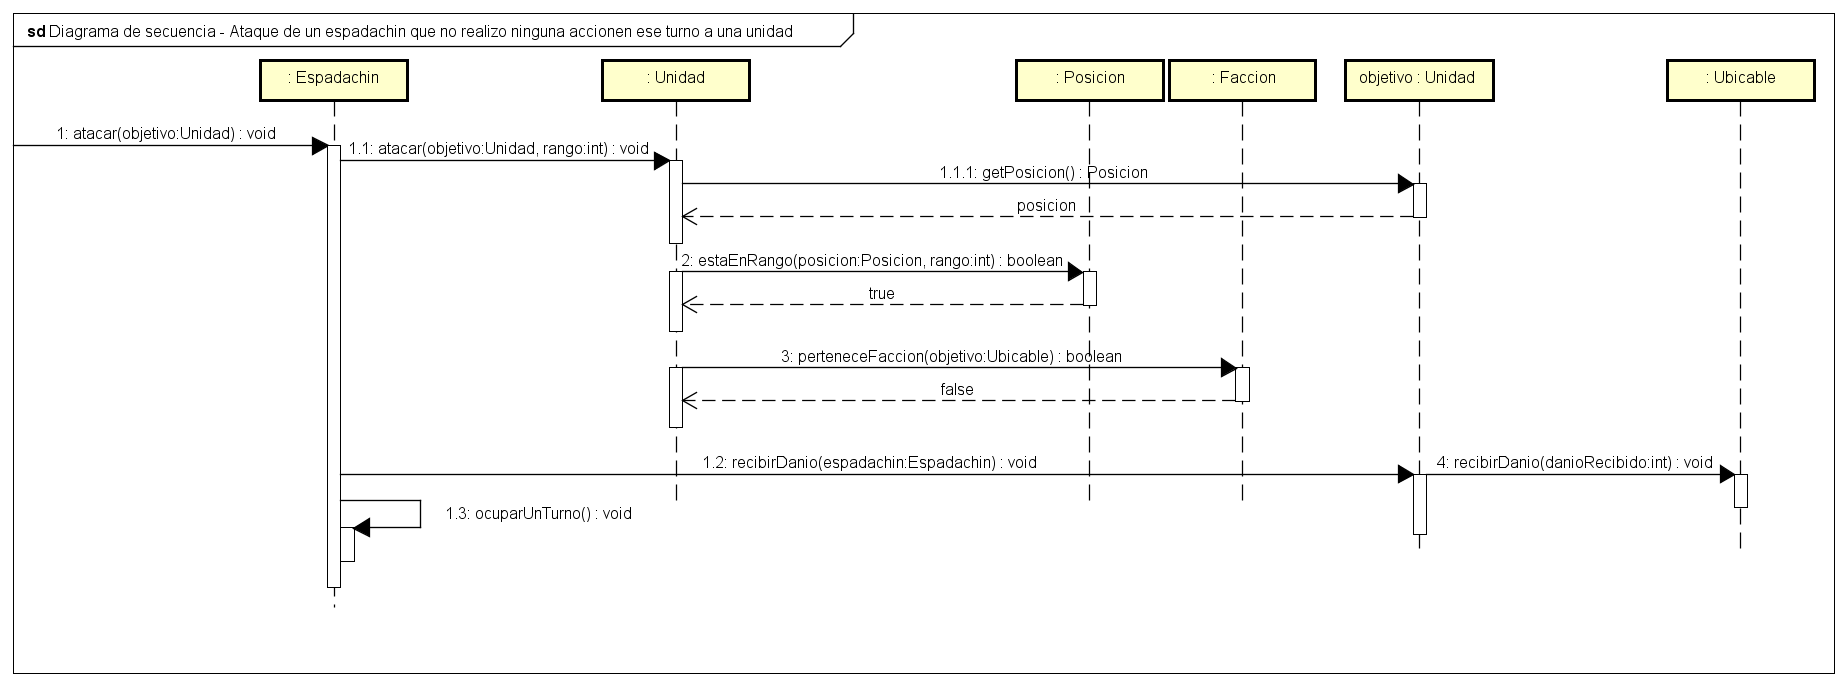 sd Diagrama de secuencia - Ataque de un espadachin que no realizo ninguna accionen ese turno a una unidad
: Espadachin
: Unidad
: Posicion
: Faccion
objetivo : Unidad
: Ubicable
1: atacar(objetivo:Unidad) : void
1.1: atacar(objetivo:Unidad, rango:int) : void
1.1.1: getPosicion() : Posicion
posicion
2: estaEnRango(posicion:Posicion, rango:int) : boolean
true
3: perteneceFaccion(objetivo:Ubicable) : boolean
false
1.2: recibirDanio(espadachin:Espadachin) : void
4: recibirDanio(danioRecibido:int) : void
1.3: ocuparUnTurno() : void